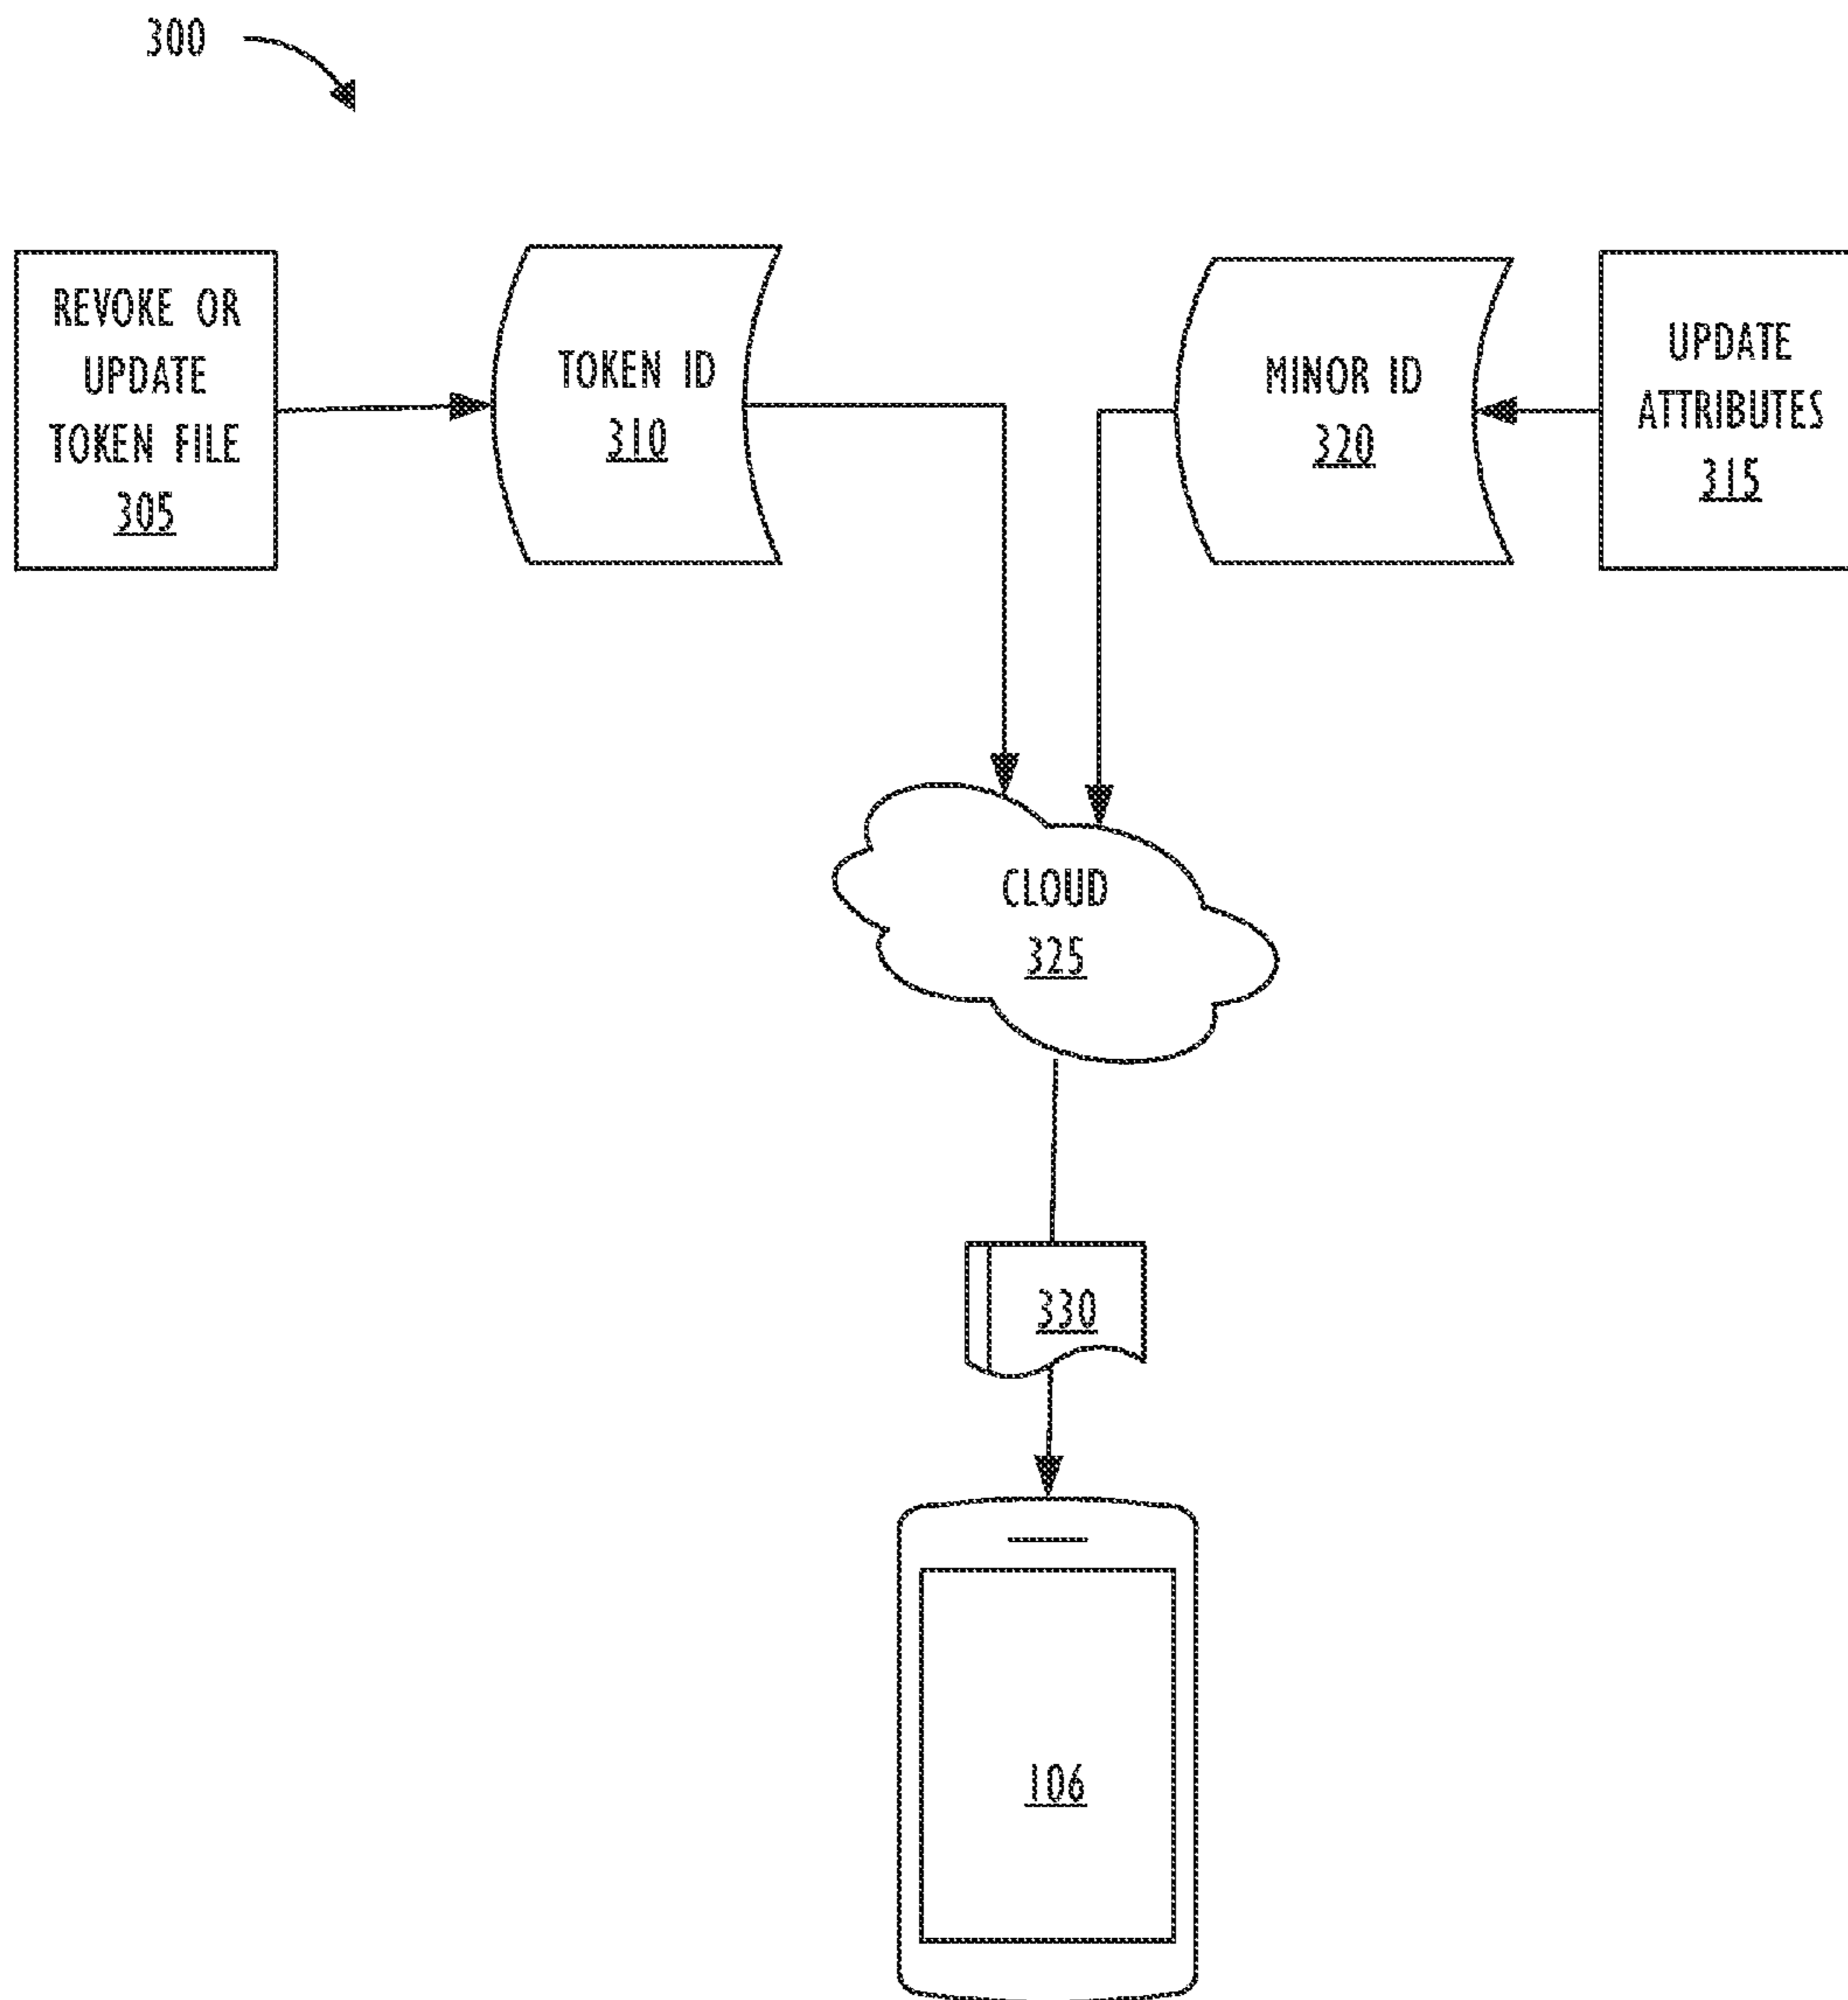 300
REVOKE OR
UPDATE
TOKEN FILE
305
TOKEN ID
310
MINOR ID
320
UPDATE
ATTRIBUTES
315
CLOUD
325
330
106